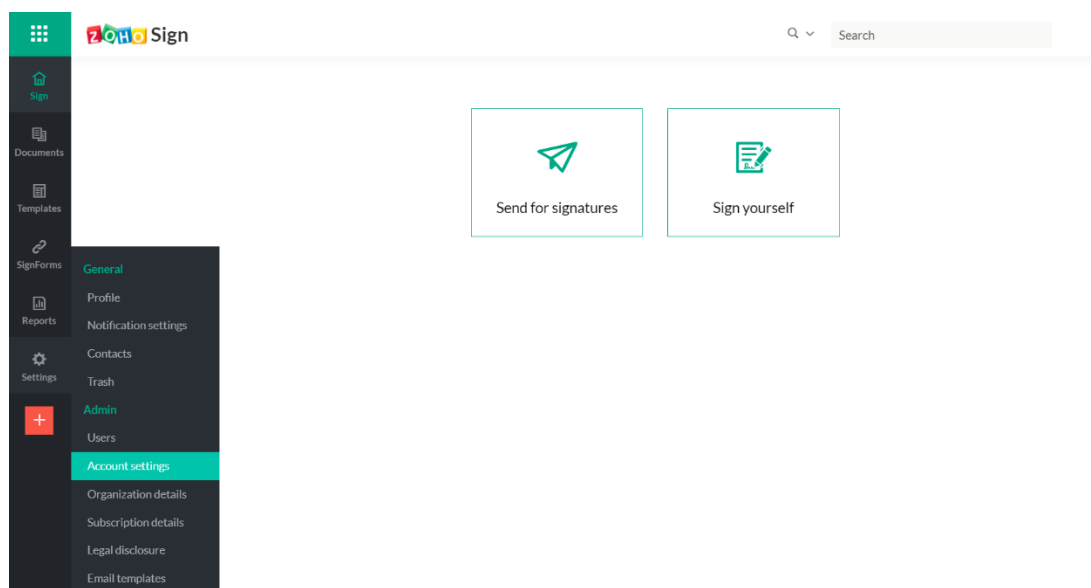 ZOHO Sign
Search
Sign
Documents
Templates
SignForms
Reports
Settings
General
Profile
Notification settings
Contacts
Trash
Admin
Users
Account settings
Organization details
Subscription details
Legal disclosure
Email templates
Send for signatures
Sign yourself